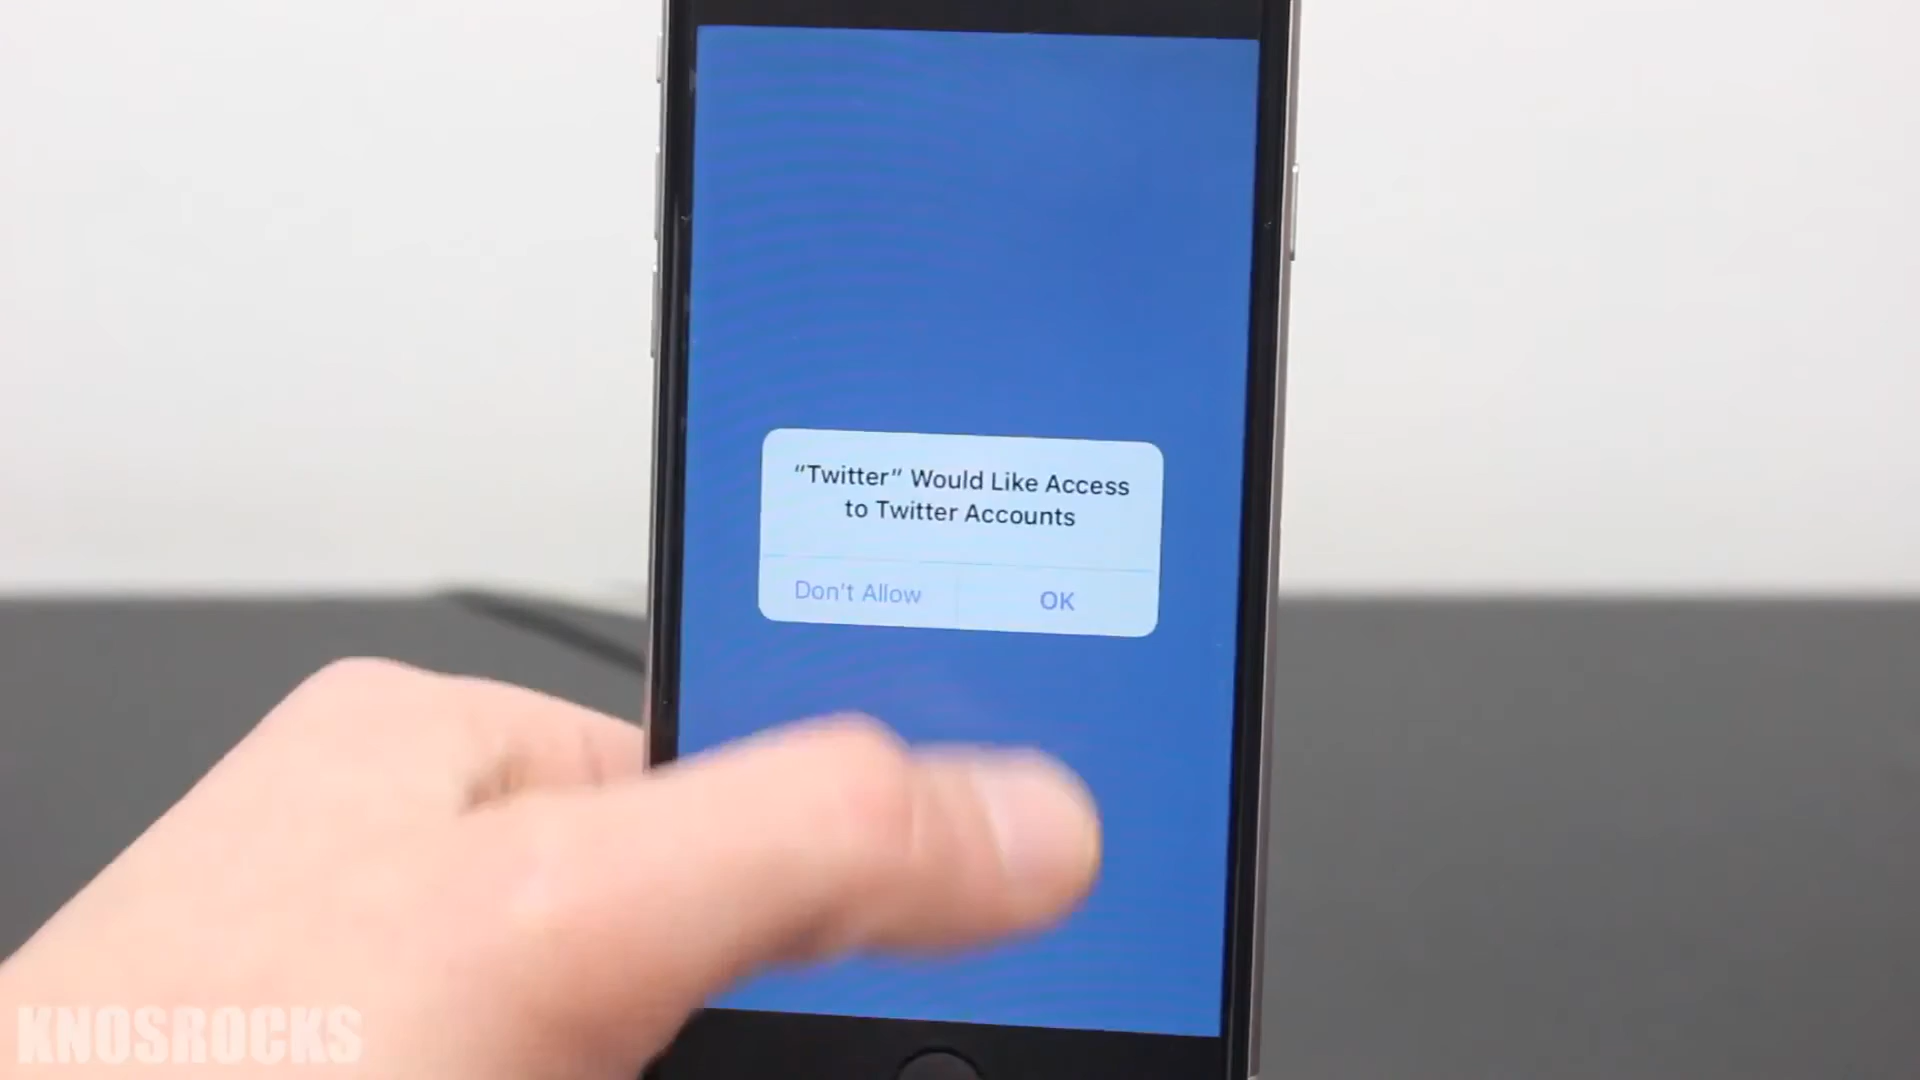 “Twitter” Would Like Access
to Twitter Accounts
Don't Allow
OK
KNOSROCKS